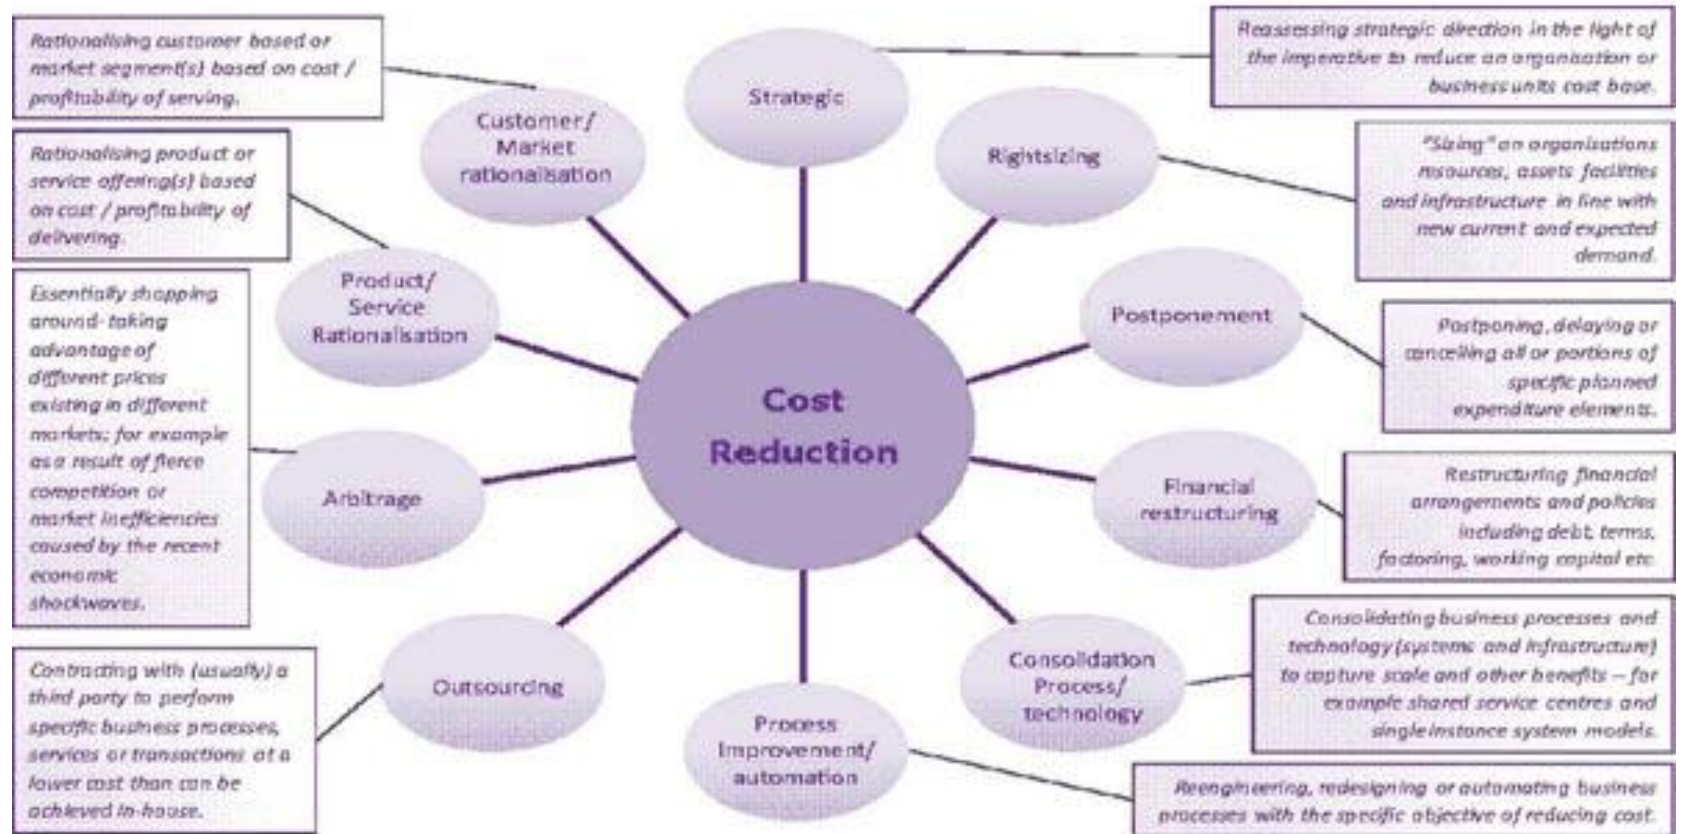 Rationalising customer based or
market segment(s) based on cost /
profitability of serving.
Strategic
Reassessing strategic direction in the light of
the imperative to reduce an organisation or
business units cost base.
Customer/
Market
rationalisation
Rightsizing
"Sizing" an organisations
resources, assets facilities
and infrastructure in line with
new current and expected
demand.
Rationalising product or
service offering(s) based
on cost / profitability of
delivering.
Product/
Service
Rationalisation
Postponement
Postponing, delaying or
cancelling all or portions of
specific planned
expenditure elements.
Essentially shopping
around- taking
advantage of
different prices
existing in different
markets; for example
as a result of fierce
competition or
market inefficiencies
caused by the recent
economic
shockwaves.
Cost
Reduction
Arbitrage
Financial
restructuring
Restructuring financial
arrangements and policies
including debt, terms,
factoring, working capital etc
Outsourcing
Contracting with (usually) a
third party to perform
specific business processes,
services or transactions at a
lower cost than can be
achieved in-house.
Consolidation
Process/
technology
Consolidating business processes and
technology (systems and infrastructure)
to capture scale and other benefits – for
example shared service centres and
single instance system models.
Process
Improvement/
automation
Reengineering, redesigning or automating business
processes with the specific objective of reducing cost.